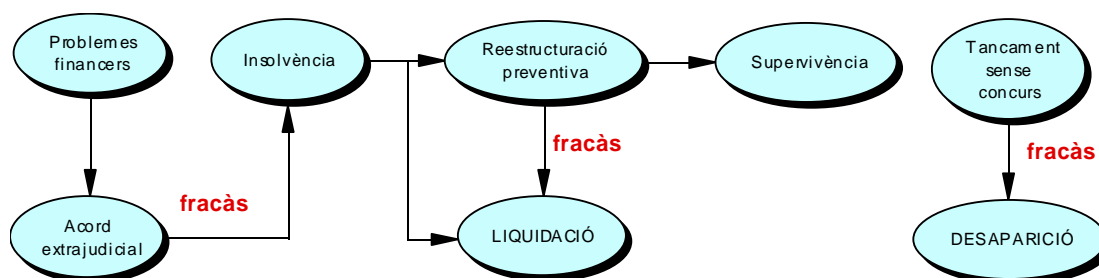 Problemes
financers
Insolvència
Reestructuració
preventiva
Supervivència
Tancament
sense
concurs
fracàs
fracàs
fracàs
Acord
extrajudicial
LIQUIDACIÓ
DESAPARICIÓ